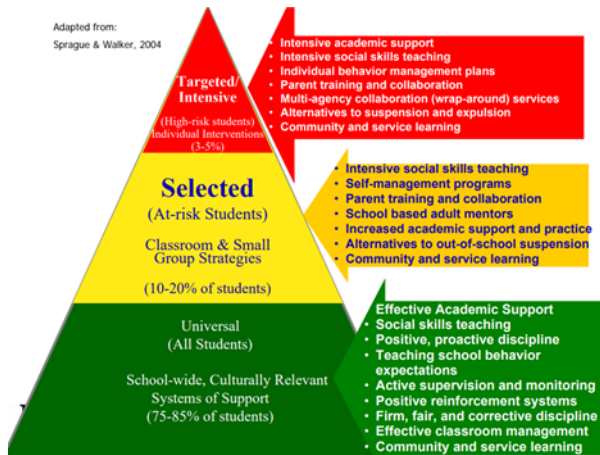 Adapted from:
Sprague & Walker, 2004
Targeted/
Intensive
(High-risk students)
Individual Interventions
(3-5%)
• Intensive academic support
• Intensive social skills teaching
• Individual behavior management plans
• Parent training and collaboration
• Multi-agency collaboration (wrap-around) services
• Alternatives to suspension and expulsion
• Community and service learning
Selected
(At-risk Students)
Classroom & Small
Group Strategies
(10-20% of students)
• Intensive social skills teaching
• Self-management programs
• Parent training and collaboration
• School based adult mentors
• Increased academic support and practice
• Alternatives to out-of-school suspension
• Community and service learning
Universal
(All Students)
School-wide, Culturally Relevant
Systems of Support
(75-85% of students)
Effective Academic Support
• Social skills teaching
• Positive, proactive discipline
• Teaching school behavior
expectations
• Active supervision and monitoring
• Positive reinforcement systems
• Firm, fair, and corrective discipline
• Effective classroom management
• Community and service learning